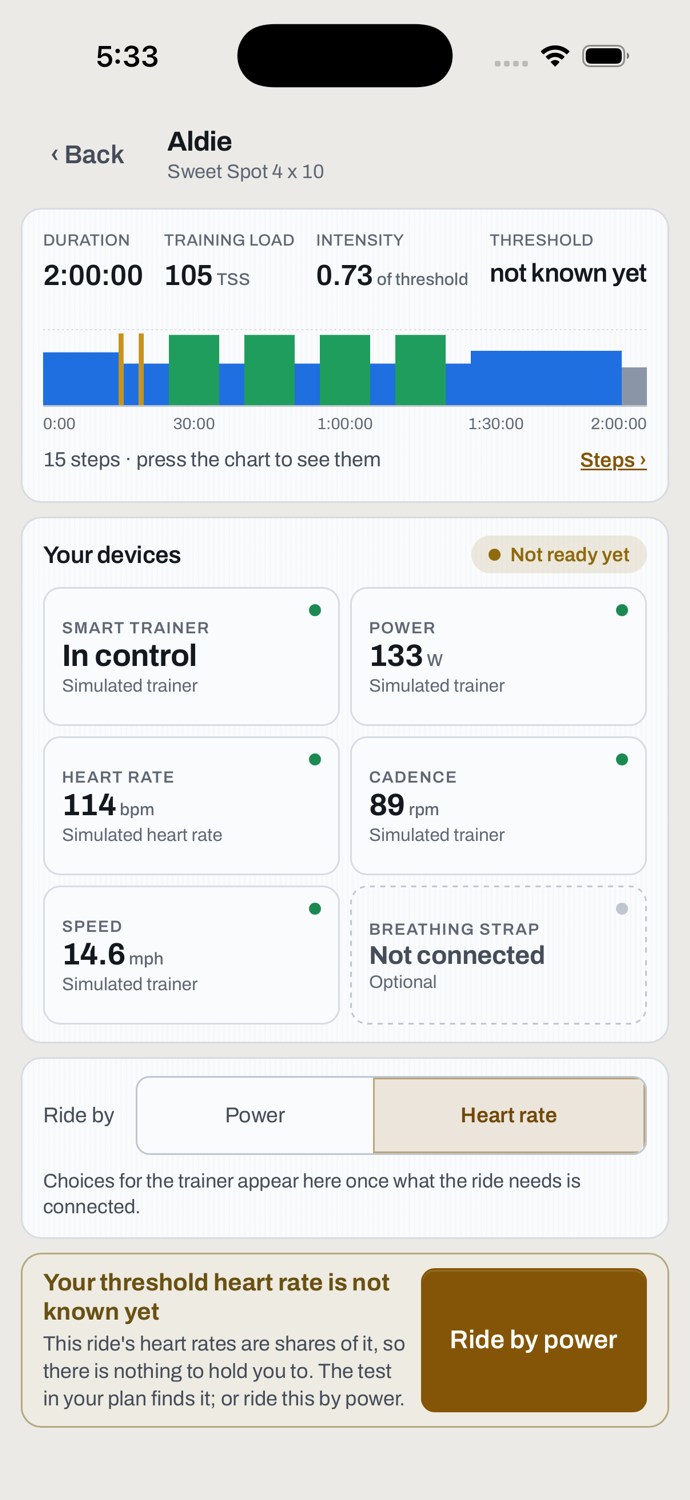 5:33
‹ Back
Aldie
Sweet Spot 4 x 10
DURATION
2:00:00
TRAINING LOAD
105 TSS
INTENSITY
0.73 of threshold
THRESHOLD
not known yet
0:00 30:00 1:00:00 1:30:00 2:00:00
15 steps · press the chart to see them
Steps ›
Your devices
Not ready yet
SMART TRAINER
In control
Simulated trainer
POWER
133 W
Simulated trainer
HEART RATE
114 bpm
Simulated heart rate
CADENCE
89 rpm
Simulated trainer
SPEED
14.6 mph
Simulated trainer
BREATHING STRAP
Not connected
Optional
Ride by
Power
Heart rate
Choices for the trainer appear here once what the ride needs is
connected.
Your threshold heart rate is not
known yet
This ride's heart rates are shares of it, so
there is nothing to hold you to. The test
in your plan finds it; or ride this by power.
Ride by power